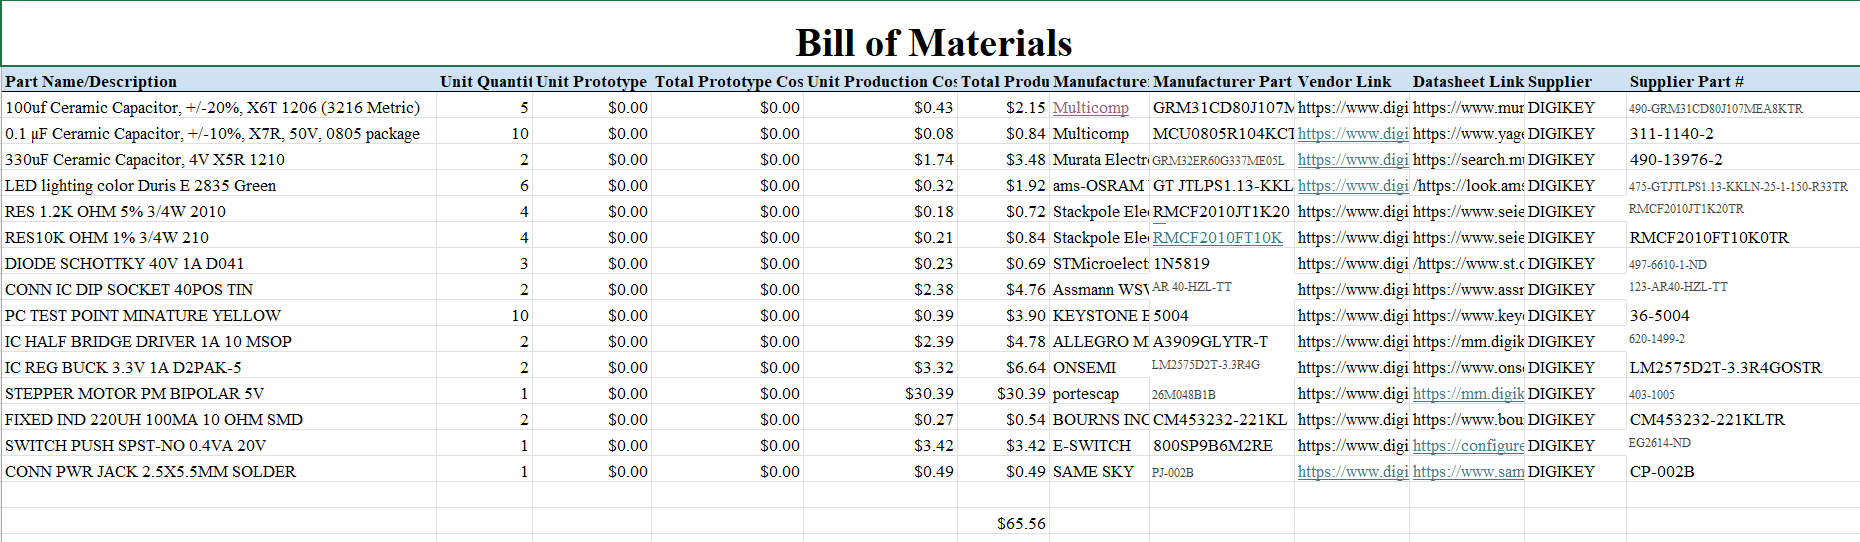 Bill of Materials
Part Name/Description Unit Quantit Unit Prototype Total Prototype Cos Unit Production Cos Total Produ Manufacture Manufacturer Part Vendor Link Datasheet Link Supplier Supplier Part #
100uf Ceramic Capacitor, +/-20%, X6T 1206 (3216 Metric) 5 $0.00 $0.00 $0.43 $2.15 Multicomp GRM31CD80J107M https://www.digi https://www.mur DIGIKEY 490-GRM31CD80J107MEA8KTR
0.1 µF Ceramic Capacitor, +/-10%, X7R, 50V, 0805 package 10 $0.00 $0.00 $0.08 $0.84 Multicomp MCU0805R104KCT https://www.digi https://www.yage DIGIKEY 311-1140-2
330uF Ceramic Capacitor, 4V X5R 1210 2 $0.00 $0.00 $1.74 $3.48 Murata Electr GRM32ER60G337ME05L https://www.digi https://search.mu DIGIKEY 490-13976-2
LED lighting color Duris E 2835 Green 6 $0.00 $0.00 $0.32 $1.92 ams-OSRAM GT JTLPS1.13-KKL https://www.digi /https://look.ams DIGIKEY 475-GTJTLPS1.13-KKLN-25-1-150-R33TR
RES 1.2K OHM 5% 3/4W 2010 4 $0.00 $0.00 $0.18 $0.72 Stackpole Elec RMCF2010JT1K20 https://www.digi https://www.seie DIGIKEY RMCF2010JT1K20TR
RES10K OHM 1% 3/4W 210 4 $0.00 $0.00 $0.21 $0.84 Stackpole Elec RMCF2010FT10K https://www.digi https://www.seie DIGIKEY RMCF2010FT10K0TR
DIODE SCHOTTKY 40V 1A D041 3 $0.00 $0.00 $0.23 $0.69 STMicroelect 1N5819 https://www.digi /https://www.st.c DIGIKEY 497-6610-1-ND
CONN IC DIP SOCKET 40POS TIN 2 $0.00 $0.00 $2.38 $4.76 Assmann WSV AR 40-HZL-TT https://www.digi https://www.assn DIGIKEY 123-AR40-HZL-TT
PC TEST POINT MINATURE YELLOW 10 $0.00 $0.00 $0.39 $3.90 KEYSTONE E 5004 https://www.digi https://www.key DIGIKEY 36-5004
IC HALF BRIDGE DRIVER 1A 10 MSOP 2 $0.00 $0.00 $2.39 $4.78 ALLEGRO M A3909GLYTR-T https://www.digi https://mm.digik DIGIKEY 620-1499-2
IC REG BUCK 3.3V 1A D2PAK-5 2 $0.00 $0.00 $3.32 $6.64 ONSEMI LM2575D2T-3.3R4G https://www.digi https://www.ons DIGIKEY LM2575D2T-3.3R4GOSTR
STEPPER MOTOR PM BIPOLAR 5V 1 $0.00 $0.00 $30.39 $30.39 portescap 26M048B1B https://www.digi https://mm.digik DIGIKEY 403-1005
FIXED IND 220UH 100MA 10 OHM SMD 2 $0.00 $0.00 $0.27 $0.54 BOURNS INC CM453232-221KL https://www.digi https://www.bou DIGIKEY CM453232-221KLTR
SWITCH PUSH SPST-NO 0.4VA 20V 1 $0.00 $0.00 $3.42 $3.42 E-SWITCH 800SP9B6M2RE https://www.digi https://configure DIGIKEY EG2614-ND
CONN PWR JACK 2.5X5.5MM SOLDER 1 $0.00 $0.00 $0.49 $0.49 SAME SKY PJ-002B https://www.digi https://www.sam DIGIKEY CP-002B
$65.56